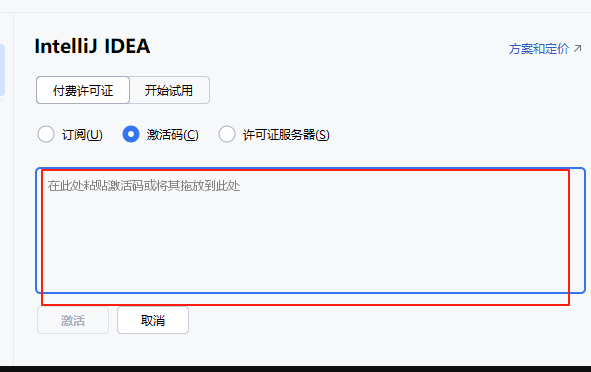 IntelliJ IDEA
方案和定价 ↗
付费许可证 开始试用
订阅(U) 激活码(C) 许可证服务器(S)
在此处粘贴激活码或将其拖放到此处
激活 取消